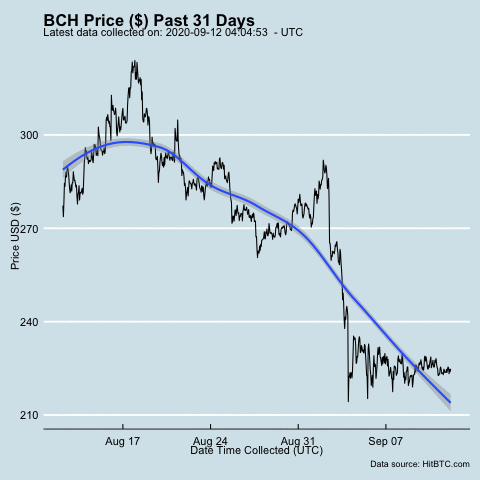 BCH Price ($) Past 31 Days
Latest data collected on: 2020-09-12 04:04:53 - UTC
Price USD ($)
300
270
240
210
Aug 17 Aug 24 Aug 31 Sep 07
Date Time Collected (UTC)
Data source: HitBTC.com